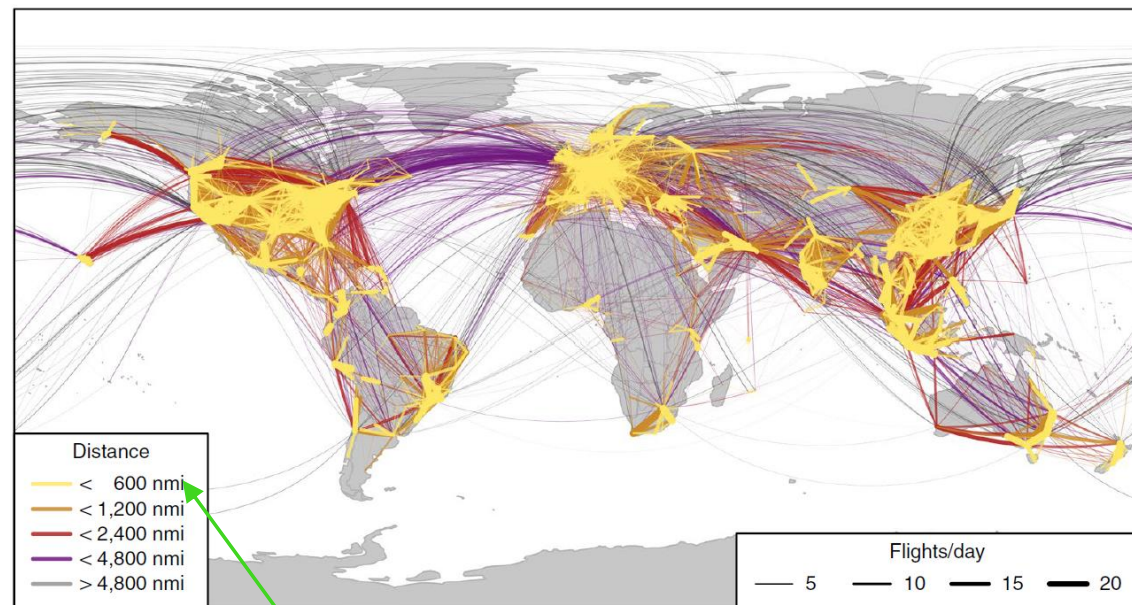 Distance
< 600 nmi
< 1,200 nmi
< 2,400 nmi
< 4,800 nmi
> 4,800 nmi
Flights/day
5 10 15 20